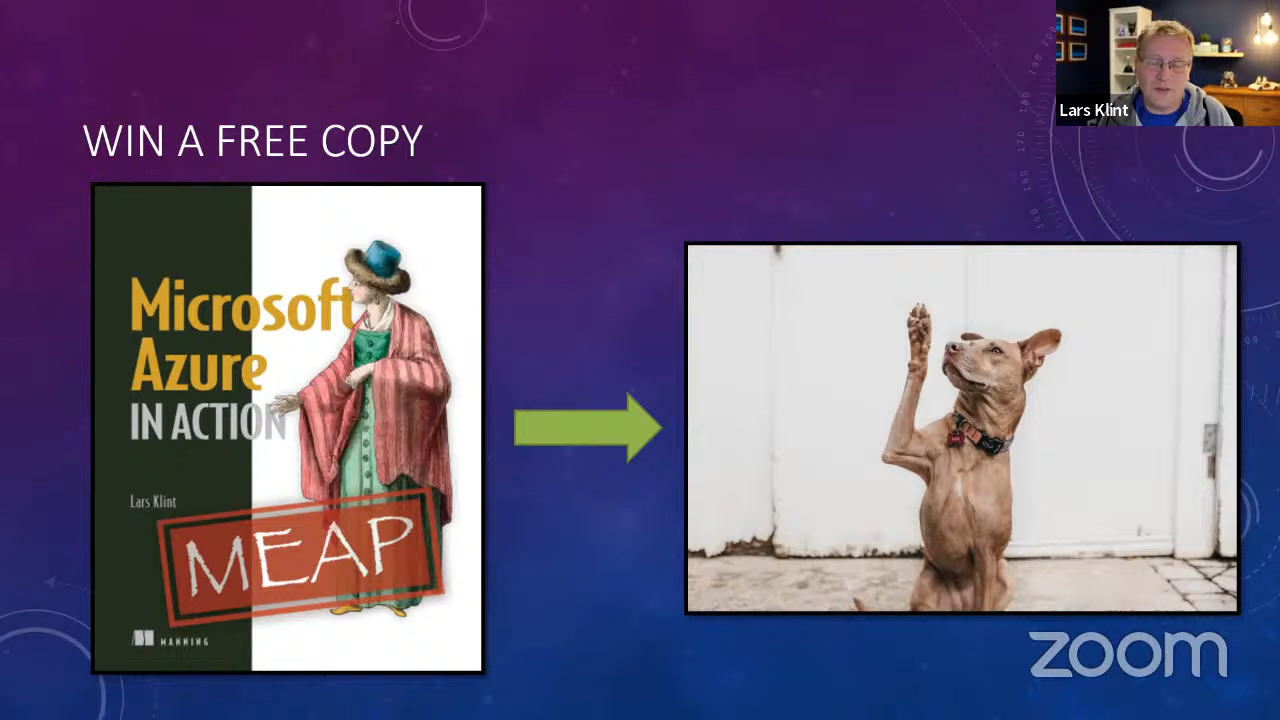 Lars Klint
WIN A FREE COPY
Microsoft
Azure
IN ACTION
Lars Klint
MEAP
MANNING
zoom